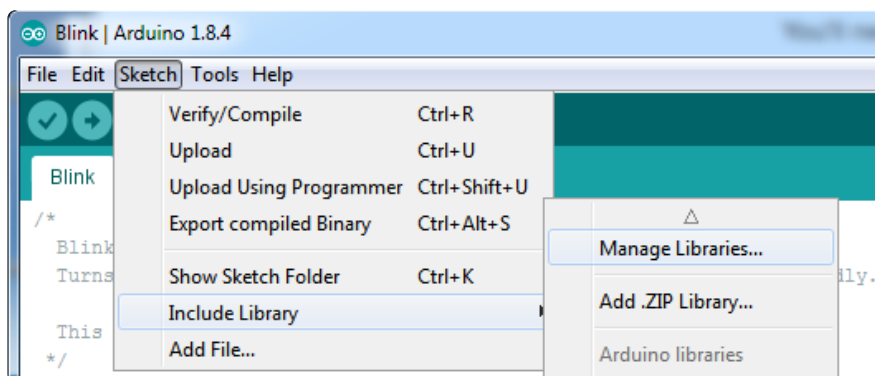 Blink | Arduino 1.8.4
File Edit Sketch Tools Help
Verify/Compile Ctrl+R
Upload Ctrl+U
Upload Using Programmer Ctrl+Shift+U
Export compiled Binary Ctrl+Alt+S
Show Sketch Folder Ctrl+K
Include Library
Add File...
Manage Libraries...
Add .ZIP Library...
Arduino libraries
Blink
/*
Blink
Turns
This
*/